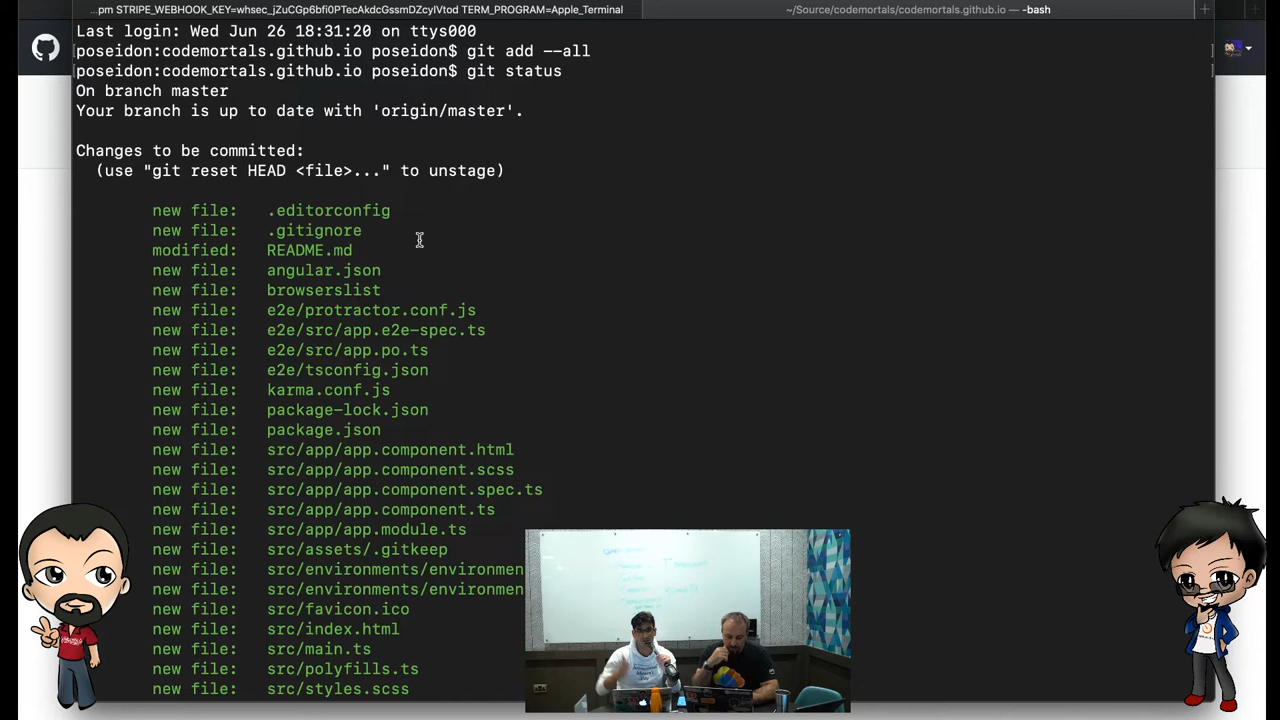 ...pm STRIPE_WEBHOOK_KEY=whsec_jZuCGp6bfi0PTecAkdcGssmDZcyIVtod TERM_PROGRAM=Apple_Terminal
~/Source/codemortals/codemortals.github.io — -bash
Last login: Wed Jun 26 18:31:20 on ttys000
[poseidon:codemortals.github.io poseidon$ git add --all ]
[poseidon:codemortals.github.io poseidon$ git status ]
On branch master
Your branch is up to date with 'origin/master'.
Changes to be committed:
(use "git reset HEAD <file>..." to unstage)
new file: .editorconfig
new file: .gitignore
modified: README.md
new file: angular.json
new file: browserslist
new file: e2e/protractor.conf.js
new file: e2e/src/app.e2e-spec.ts
new file: e2e/src/app.po.ts
new file: e2e/tsconfig.json
new file: karma.conf.js
new file: package-lock.json
new file: package.json
new file: src/app/app.component.html
new file: src/app/app.component.scss
new file: src/app/app.component.spec.ts
new file: src/app/app.component.ts
new file: src/app/app.module.ts
new file: src/assets/.gitkeep
new file: src/environments/environmen
new file: src/environments/environmen
new file: src/favicon.ico
new file: src/index.html
new file: src/main.ts
new file: src/polyfills.ts
new file: src/styles.scss